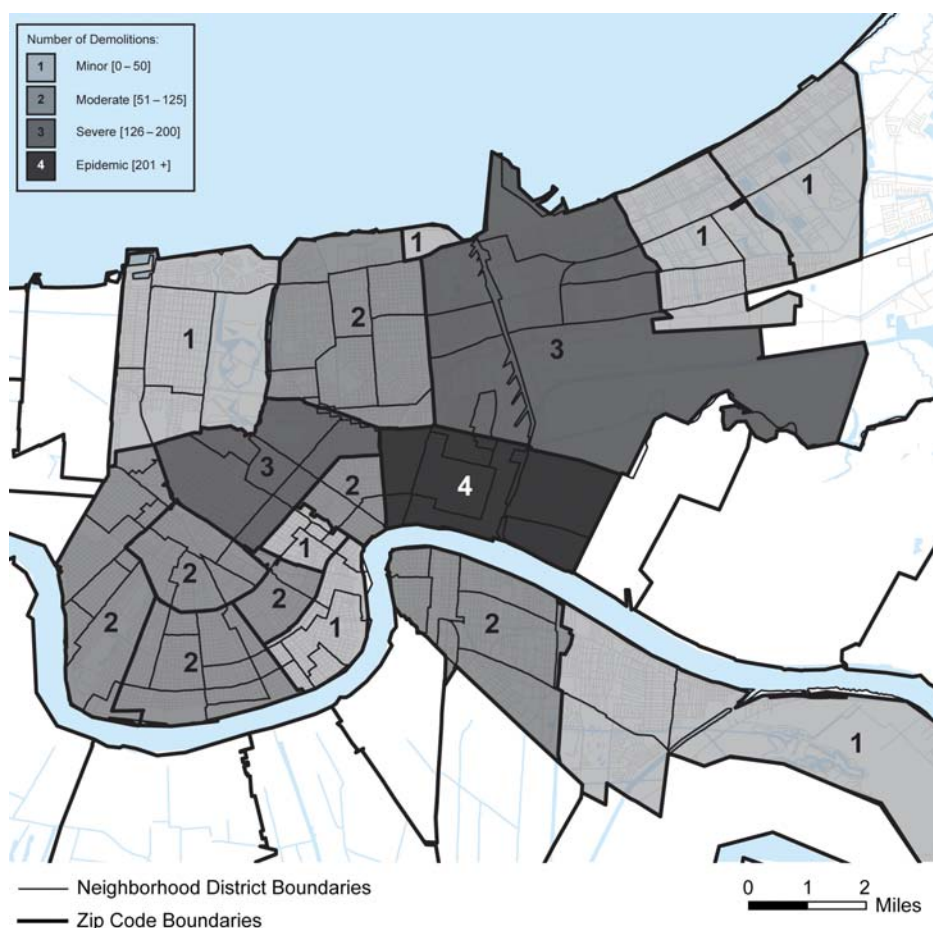 Number of Demolitions:
1 Minor [0 – 50]
2 Moderate [51 – 125]
3 Severe [126 – 200]
4 Epidemic [201 +]
1
1
1
2
1
3
3
2
4
1
2
2
2
1
2
2
1
Neighborhood District Boundaries
Zip Code Boundaries
0 1 2
Miles